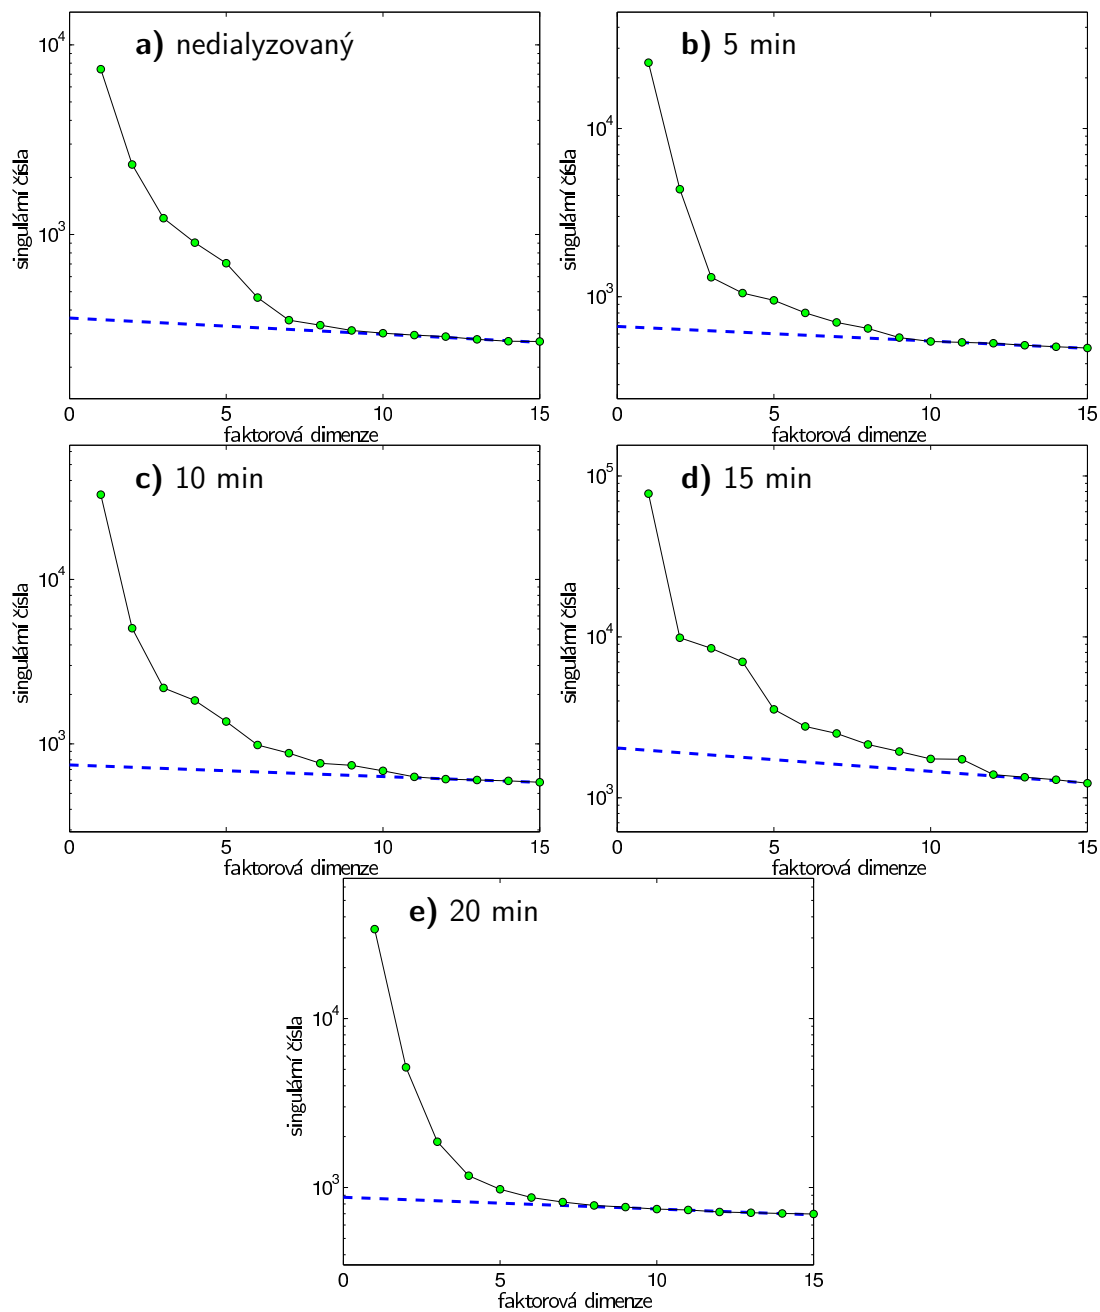 a) nedialyzovaný
10^4
10^3
singulární čísla
0 5 10 15
faktorová dimenze
b) 5 min
10^4
10^3
singulární čísla
0 5 10 15
faktorová dimenze
c) 10 min
10^4
10^3
singulární čísla
0 5 10 15
faktorová dimenze
d) 15 min
10^5
10^4
10^3
singulární čísla
0 5 10 15
faktorová dimenze
e) 20 min
10^4
10^3
singulární čísla
0 5 10 15
faktorová dimenze